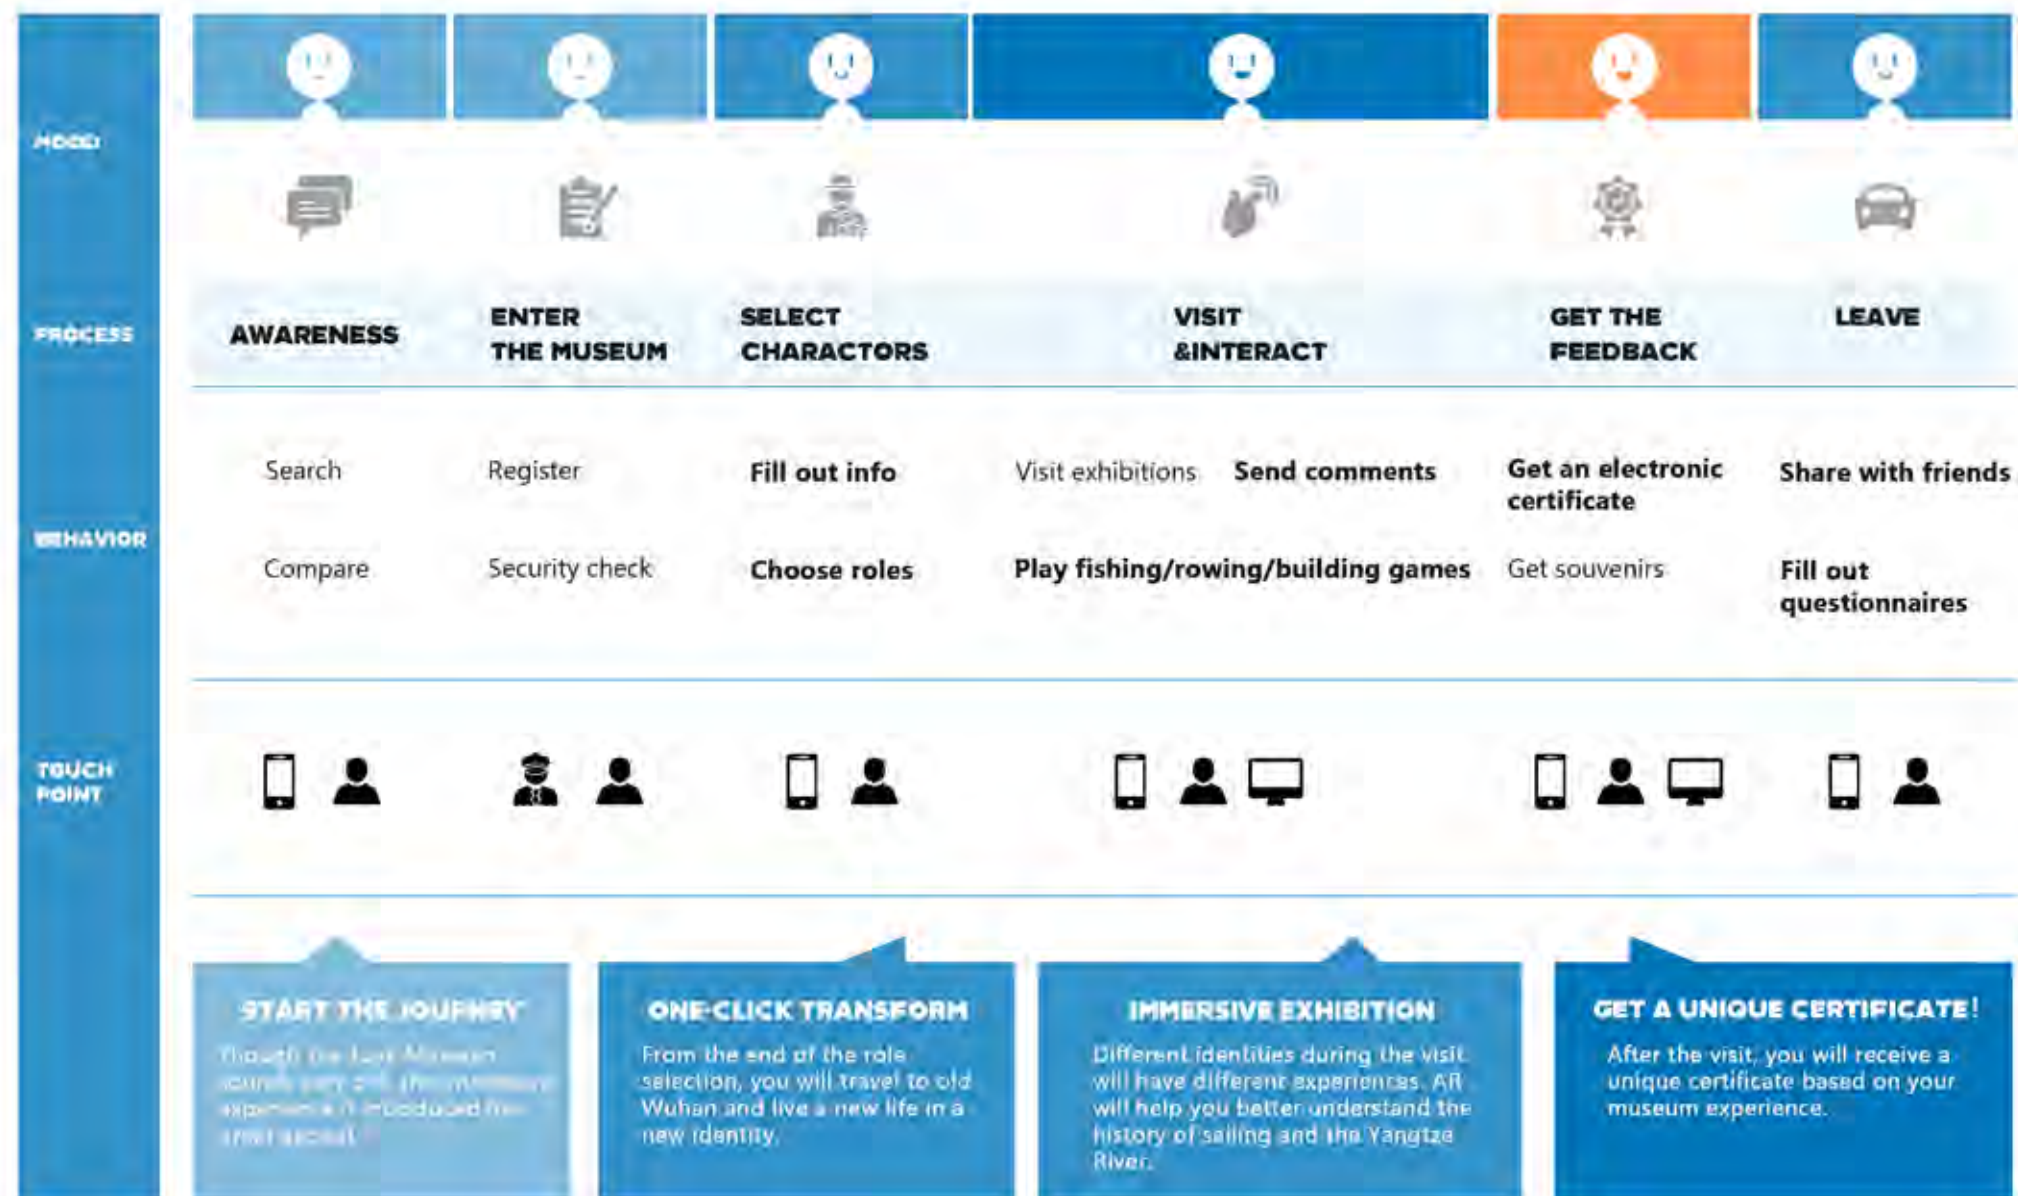 MODEL
PROCESS
AWARENESS
ENTER
THE MUSEUM
SELECT
CHARACTORS
VISIT
&INTERACT
GET THE
FEEDBACK
LEAVE
BEHAVIOR
Search
Register
Fill out info
Visit exhibitions
Send comments
Get an electronic
certificate
Share with friends
Compare
Security check
Choose roles
Play fishing/rowing/building games
Get souvenirs
Fill out
questionnaires
TOUCH
POINT
START THE JOURNEY
ONE-CLICK TRANSFORM
From the end of the role
selection, you will travel to old
Wuhan and live a new life in a
new identity.
IMMERSIVE EXHIBITION
Different identities during the visit
will have different experiences. AR
will help you better understand the
history of sailing and the Yangtze
River.
GET A UNIQUE CERTIFICATE!
After the visit, you will receive a
unique certificate based on your
museum experience.